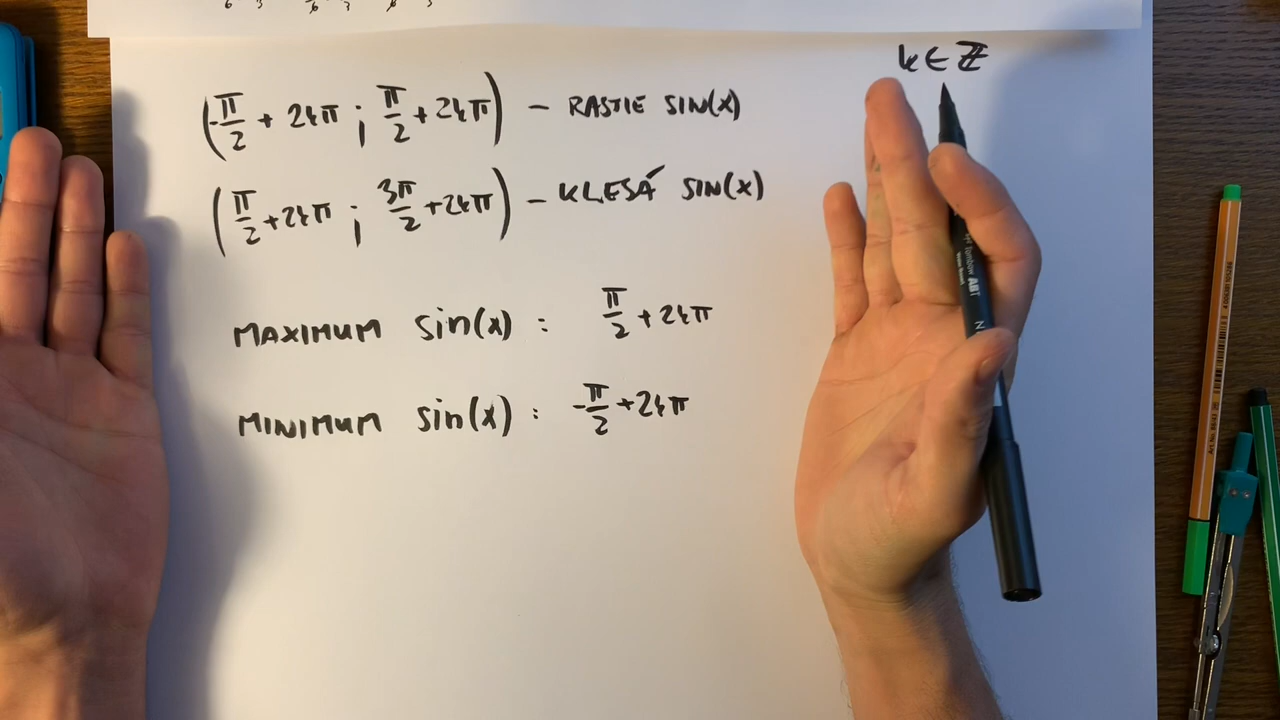 k ∈ ℤ
(-π/2 + 2kπ ; π/2 + 2kπ) – RASTIE SIN(X)
(π/2 + 2kπ ; 3π/2 + 2kπ) – KLESÁ SIN(X)
MAXIMUM sin(x) : π/2 + 2kπ
MINIMUM sin(x) : -π/2 + 2kπ